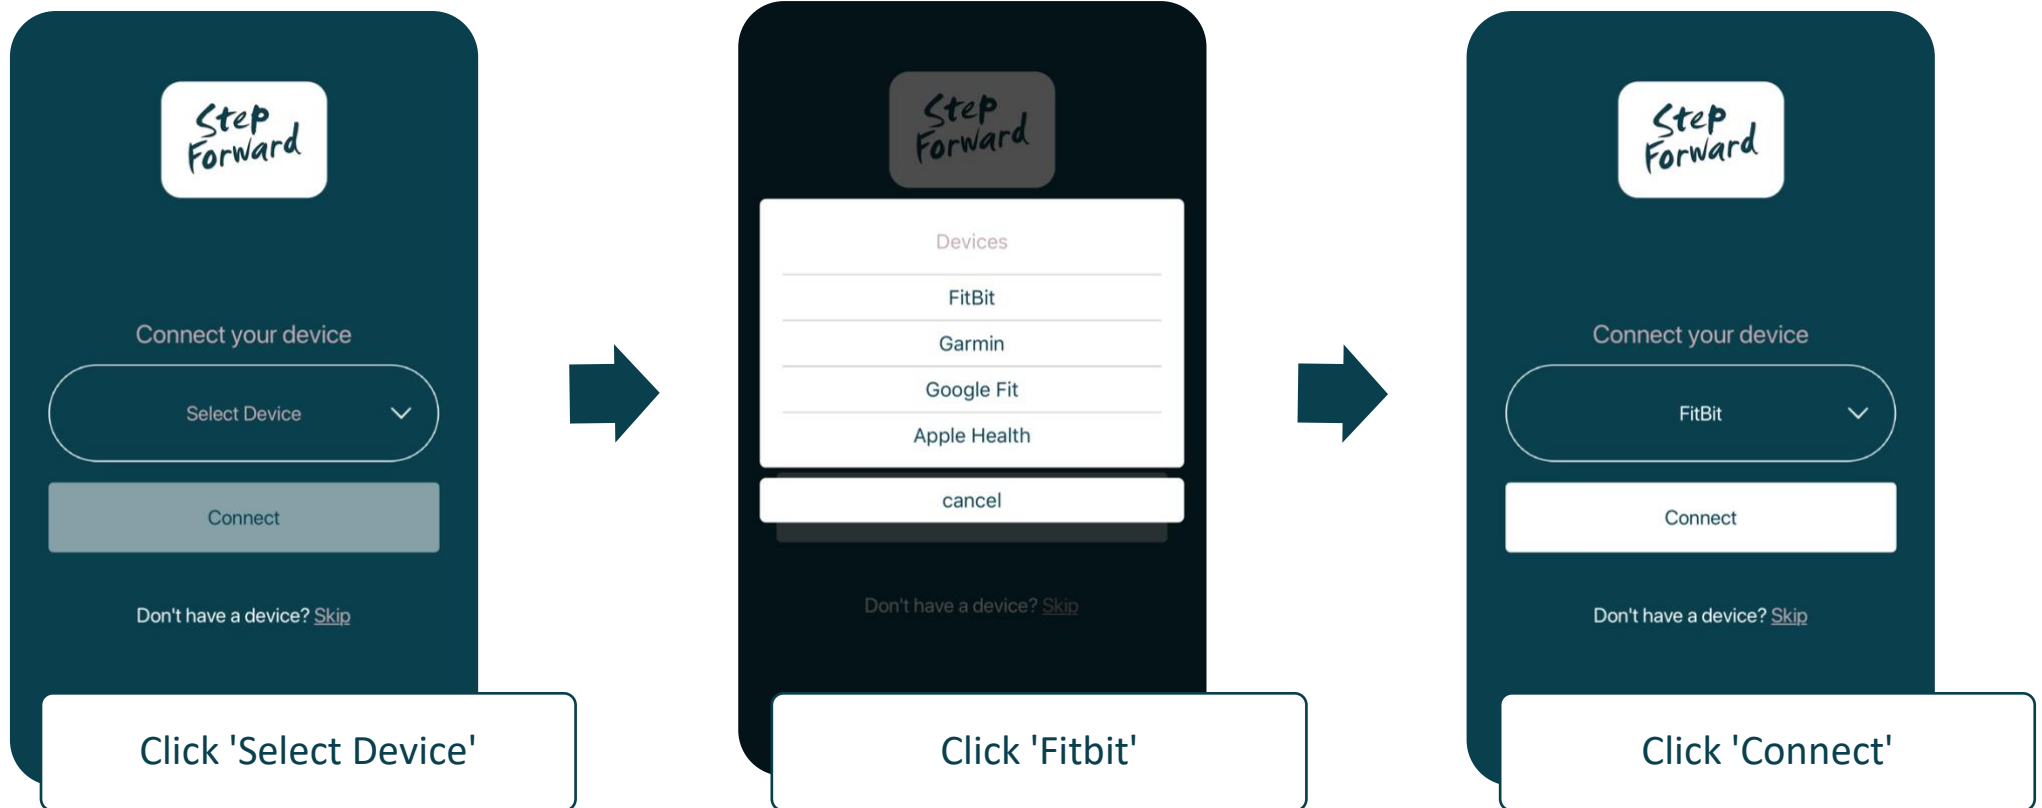 Step
Forward
Connect your device
Select Device
Connect
Don't have a device? Skip
Click 'Select Device'
Step
Forward
Devices
FitBit
Garmin
Google Fit
Apple Health
cancel
Don't have a device? Skip
Click 'Fitbit'
Step
Forward
Connect your device
FitBit
Connect
Don't have a device? Skip
Click 'Connect'